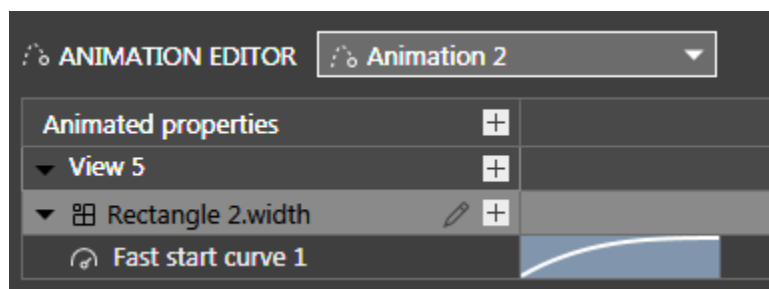 ANIMATION EDITOR Animation 2
Animated properties
View 5
Rectangle 2.width
Fast start curve 1